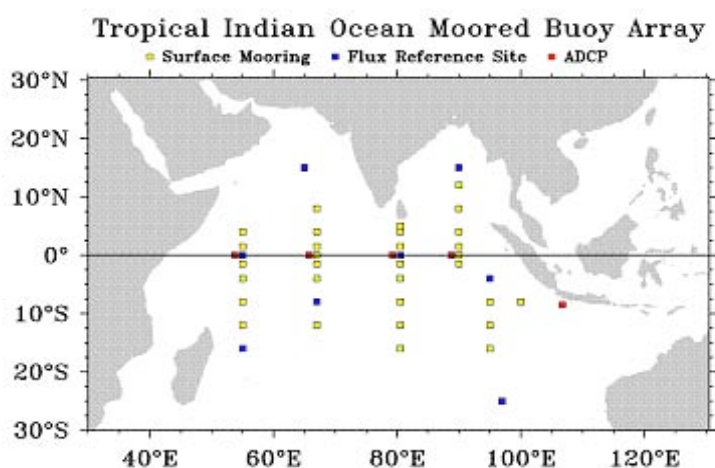 Tropical Indian Ocean Moored Buoy Array
Surface Mooring Flux Reference Site ADCP
30°N
20°N
10°N
0°
10°S
20°S
30°S
40°E 60°E 80°E 100°E 120°E